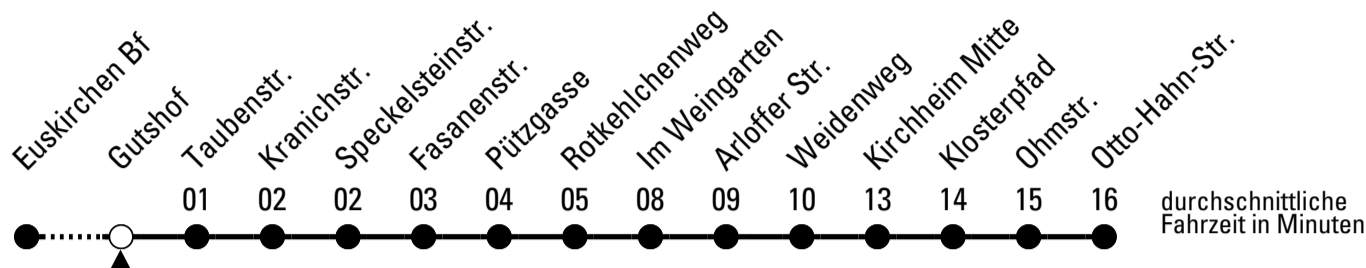 Euskirchen Bf
Gutshof
Taubenstr.
Kranichstr.
Speckelsteinstr.
Fasanenstr.
Pützgasse
Rotkehlchenweg
Im Weingarten
Arloffer Str.
Weidenweg
Kirchheim Mitte
Klosterpfad
Ohmstr.
Otto-Hahn-Str.
01 02 02 03 04 05 08 09 10 13 14 15 16
durchschnittliche
Fahrzeit in Minuten